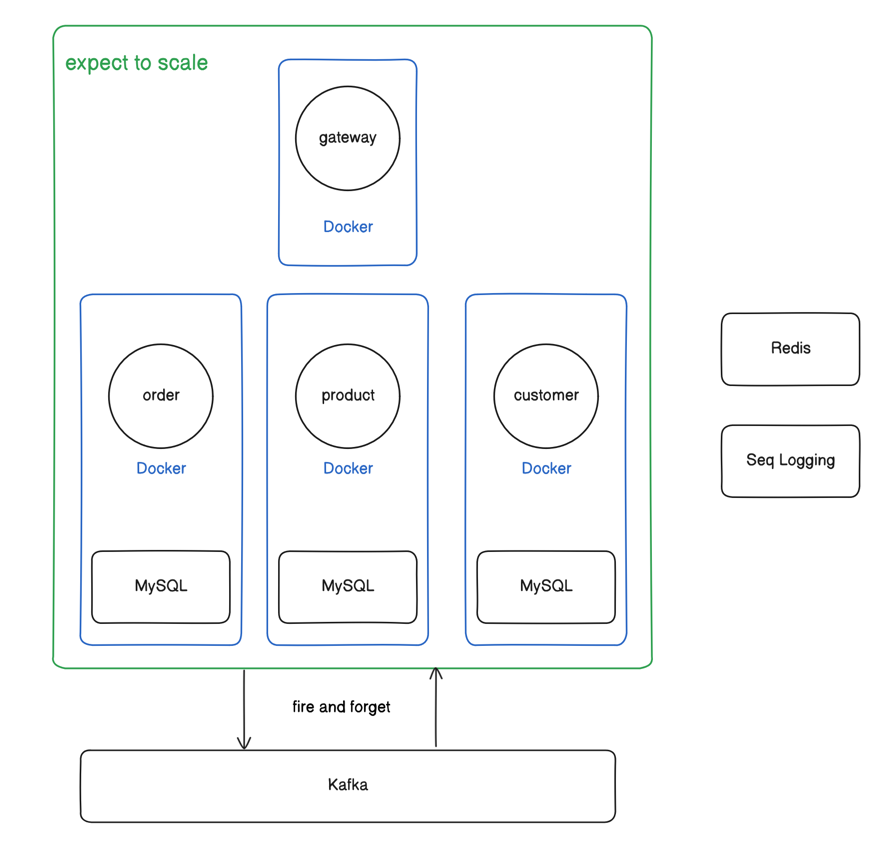 expect to scale
gateway
Docker
order
product
customer
Docker
Docker
Docker
MySQL
MySQL
MySQL
Redis
Seq Logging
fire and forget
Kafka